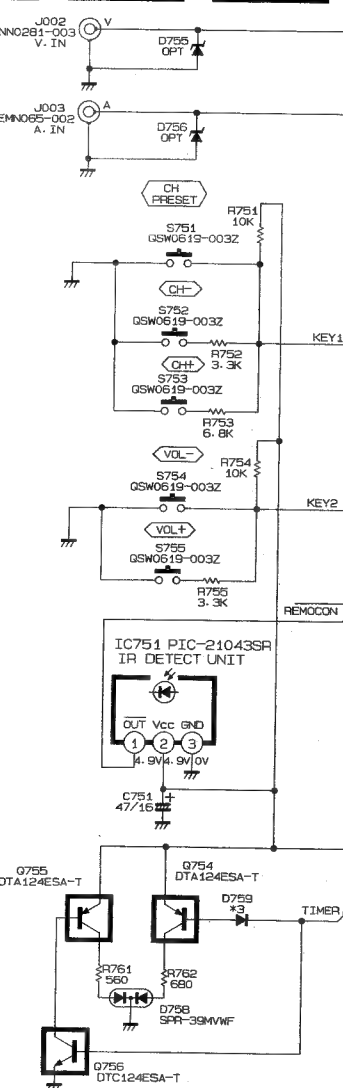 J002
V
NN0281-003
V. IN
D755
OPT
J003
A
EMN065-002
A. IN
D756
OPT
CH
PRESET
R751
10K
S751
QSW0619-003Z
CH-
S752
QSW0619-003Z
KEY1
R752
3.3K
CH+
S753
QSW0619-003Z
R753
6.8K
VOL-
R754
10K
S754
QSW0619-003Z
KEY2
VOL+
S755
QSW0619-003Z
R755
3.3K
REMOCON
IC751 PIC-21043SR
IR DETECT UNIT
OUT Vcc GND
1 2 3
4.9V 4.9V 0V
C751
47/16
+
Q755
DTA124ESA-T
Q754
DTA124ESA-T
D759
*3
TIMER
R761
560
R762
680
D758
SPR-39MVWF
Q756
DTC124ESA-T